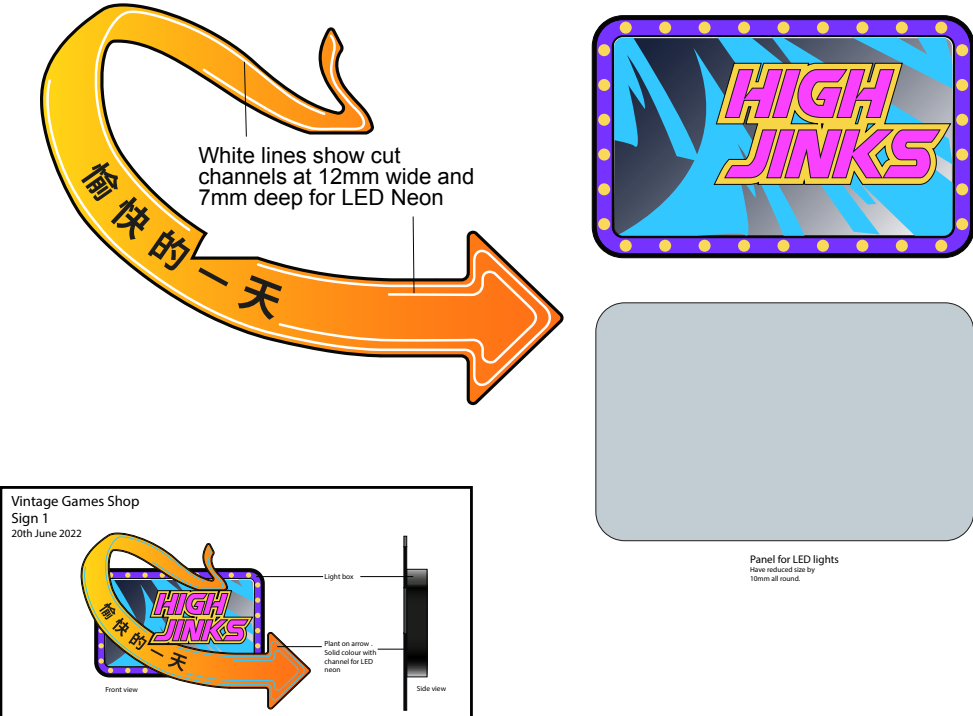 White lines show cut
channels at 12mm wide and
7mm deep for LED Neon
愉快的一天
HIGH
JINKS
Panel for LED lights
Have reduced size by
10mm all round.
Vintage Games Shop
Sign 1
20th June 2022
HIGH
JINKS
愉快的一天
Light box
Plant on arrow .
Solid colour with
channel for LED
neon
Front view
Side view